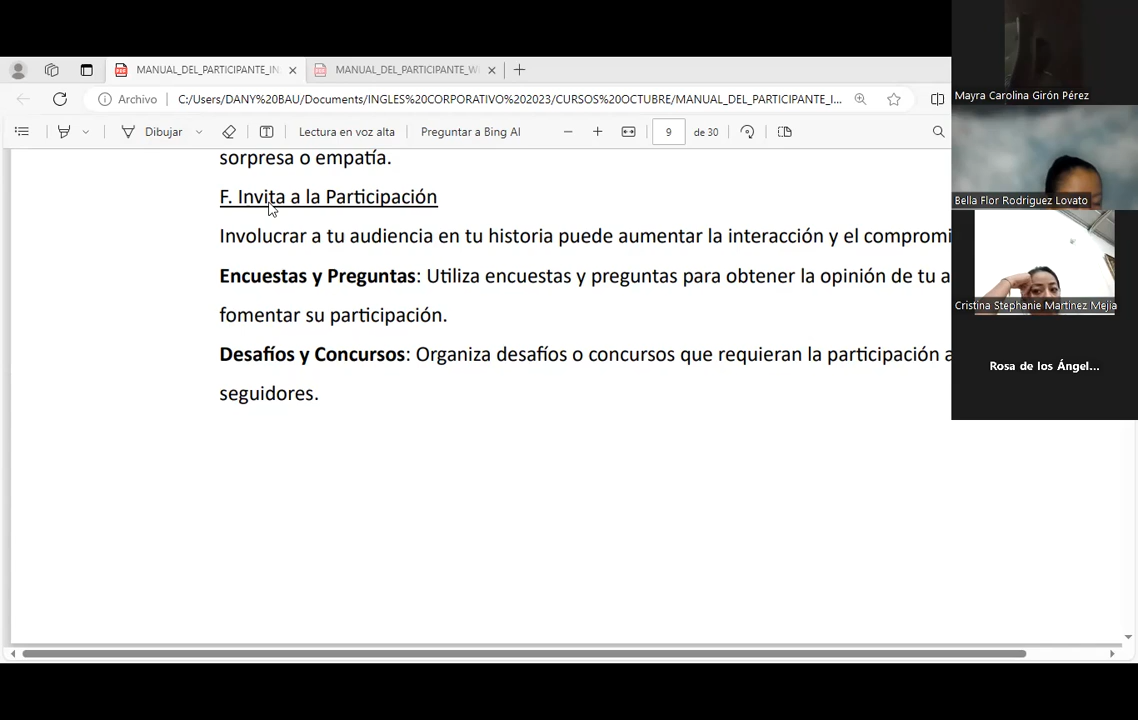 MANUAL_DEL_PARTICIPANTE_IN
MANUAL_DEL_PARTICIPANTE_W
Archivo
C:/Users/DANY%20BAU/Documents/INGLES%20CORPORATIVO%202023/CURSOS%20OCTUBRE/MANUAL_DEL_PARTICIPANTE_I...
Dibujar
Lectura en voz alta
Preguntar a Bing AI
9 de 30
sorpresa o empatía.
F. Invita a la Participación
Involucrar a tu audiencia en tu historia puede aumentar la interacción y el compromi
Encuestas y Preguntas: Utiliza encuestas y preguntas para obtener la opinión de tu a
fomentar su participación.
Desafíos y Concursos: Organiza desafíos o concursos que requieran la participación a
seguidores.
Mayra Carolina Girón Pérez
Bella Flor Rodriguez Lovato
Cristina Stephanie Martinez Mejia
Rosa de los Ángel...